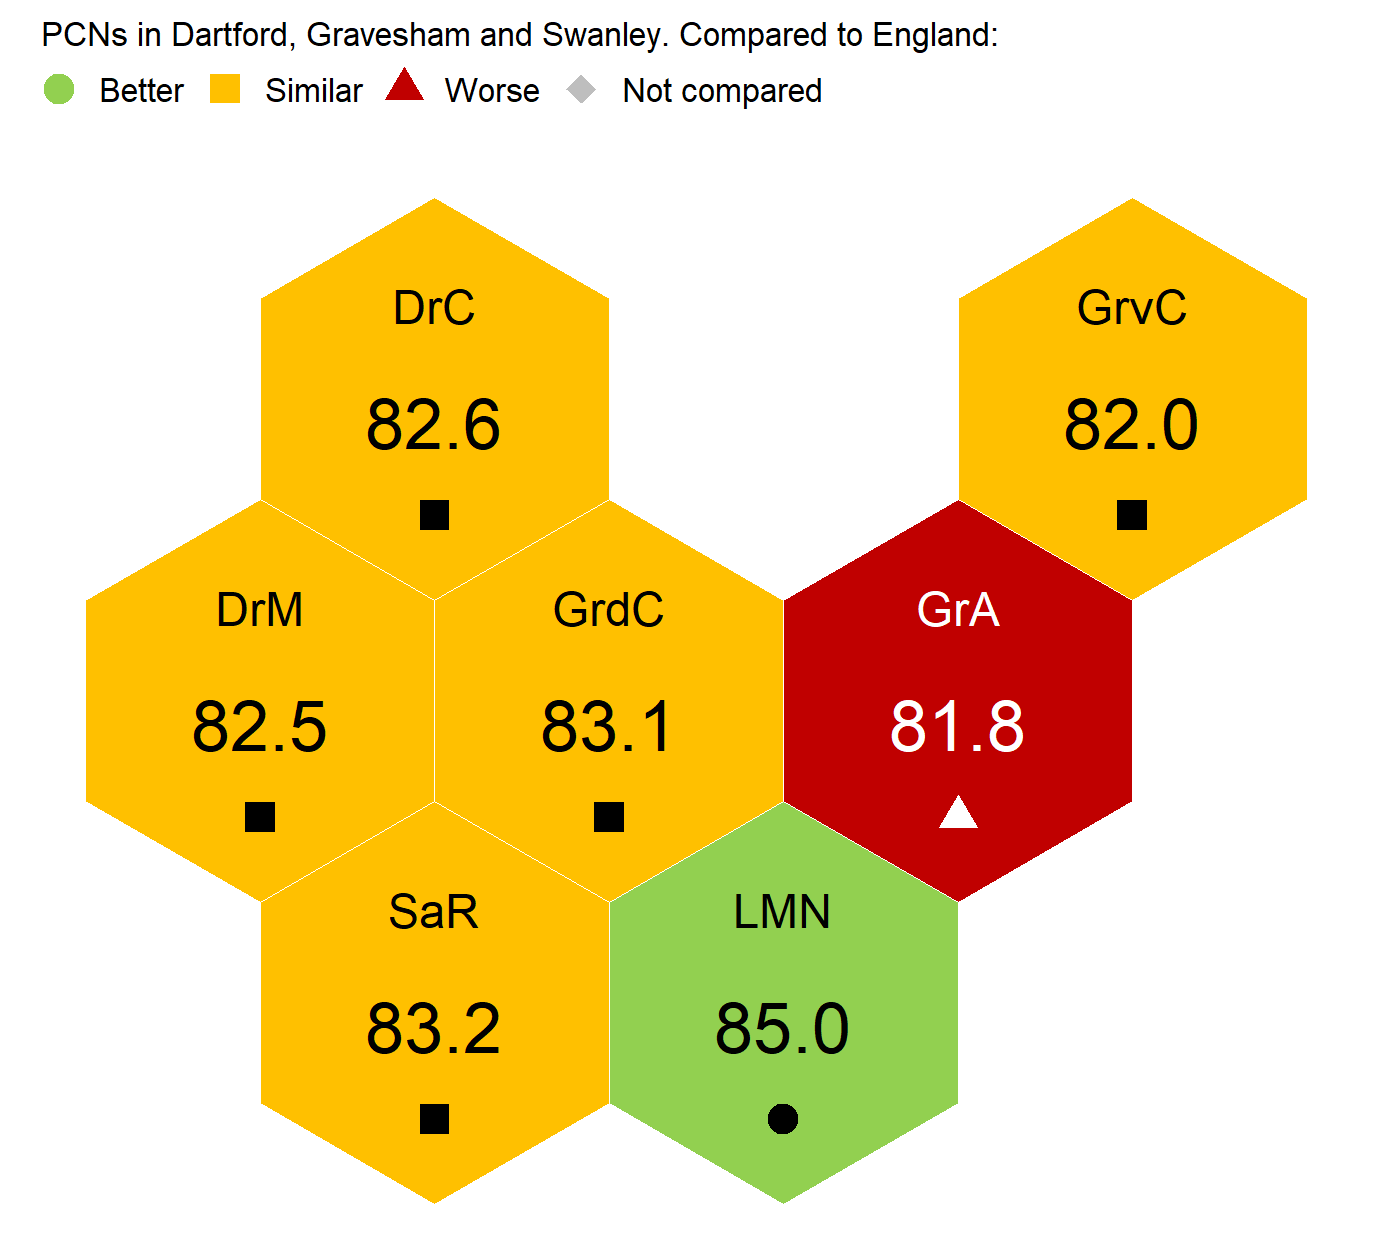 PCNs in Dartford, Gravesham and Swanley. Compared to England:
Better Similar Worse Not compared
DrC GrvC
82.6 82.0
DrM GrdC GrA
82.5 83.1 81.8
SaR LMN
83.2 85.0